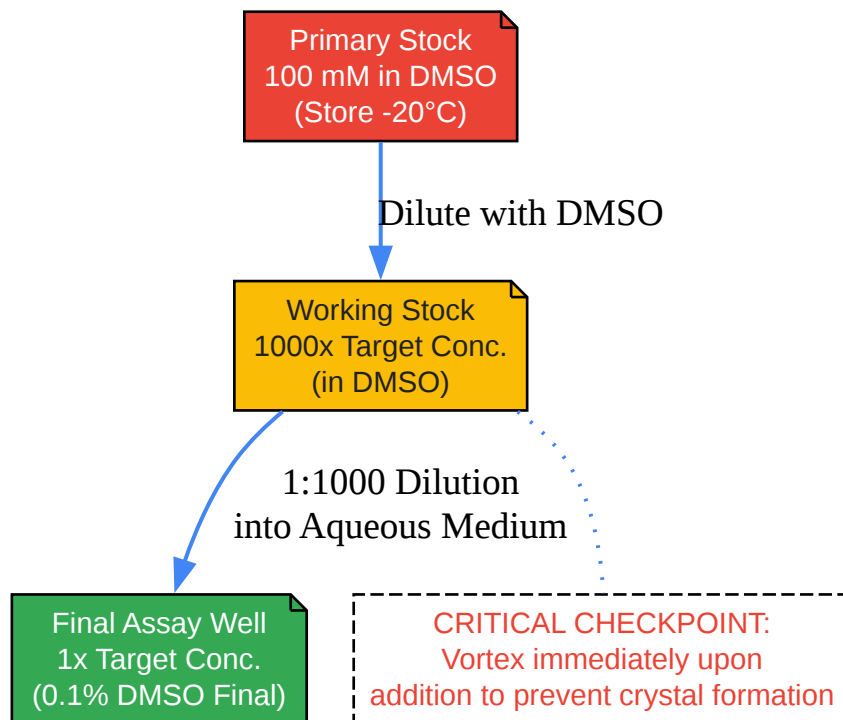 Primary Stock
100 mM in DMSO
(Store -20°C)
Dilute with DMSO
Working Stock
1000x Target Conc.
(in DMSO)
1:1000 Dilution
into Aqueous Medium
Final Assay Well
1x Target Conc.
(0.1% DMSO Final)
CRITICAL CHECKPOINT:
Vortex immediately upon
addition to prevent crystal formation